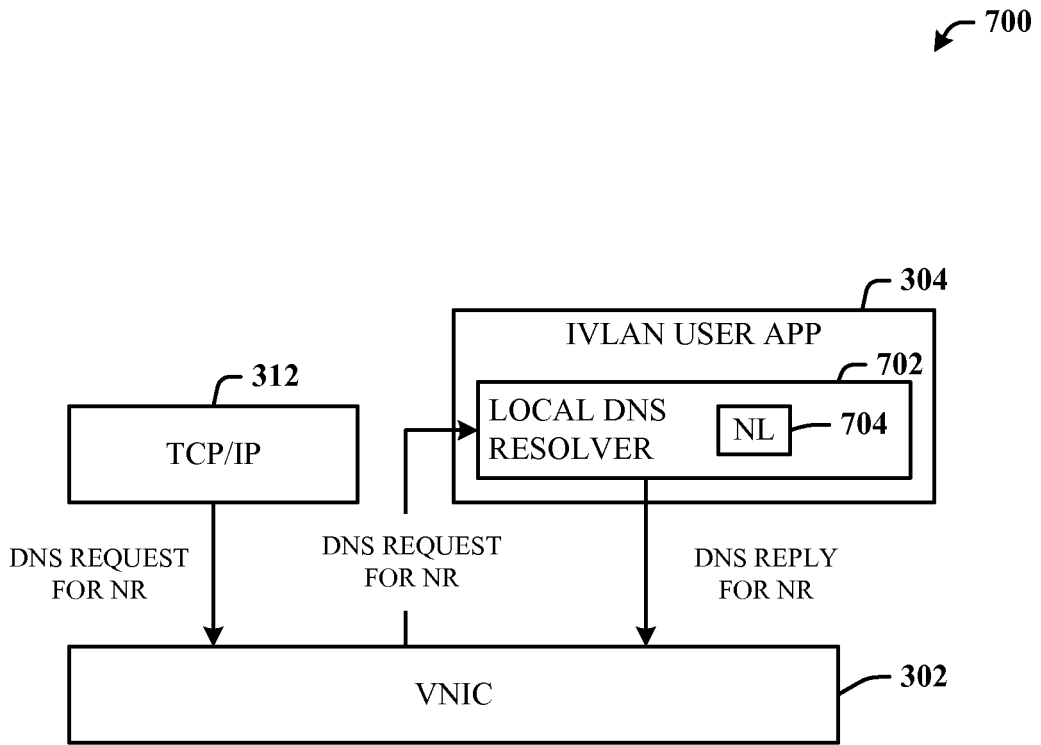 700
304
IVLAN USER APP
702
312
LOCAL DNS
RESOLVER
NL
704
TCP/IP
DNS REQUEST
FOR NR
DNS REQUEST
FOR NR
DNS REPLY
FOR NR
VNIC
302